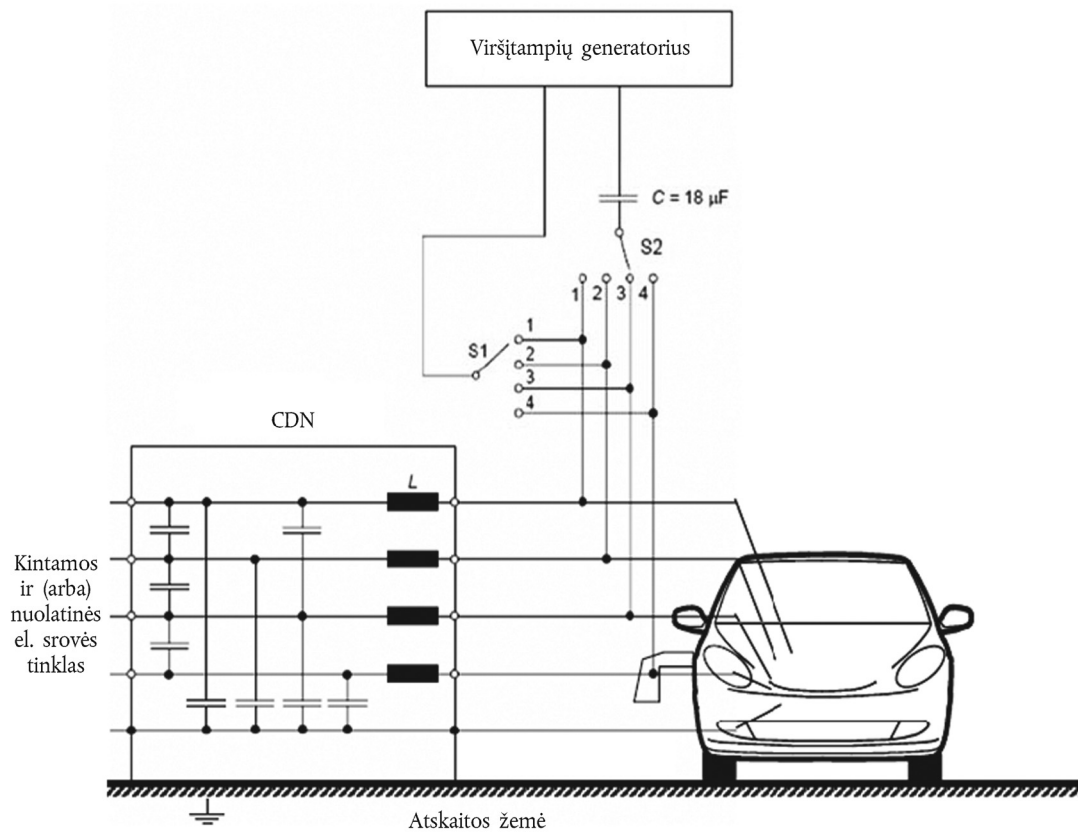 Viršįtampių generatorius
C = 18 μF
S2
1 2 3 4
S1
1
2
3
4
CDN
L
Kintamos
ir (arba)
nuolatinės
el. srovės
tinklas
Atskaitos žemė